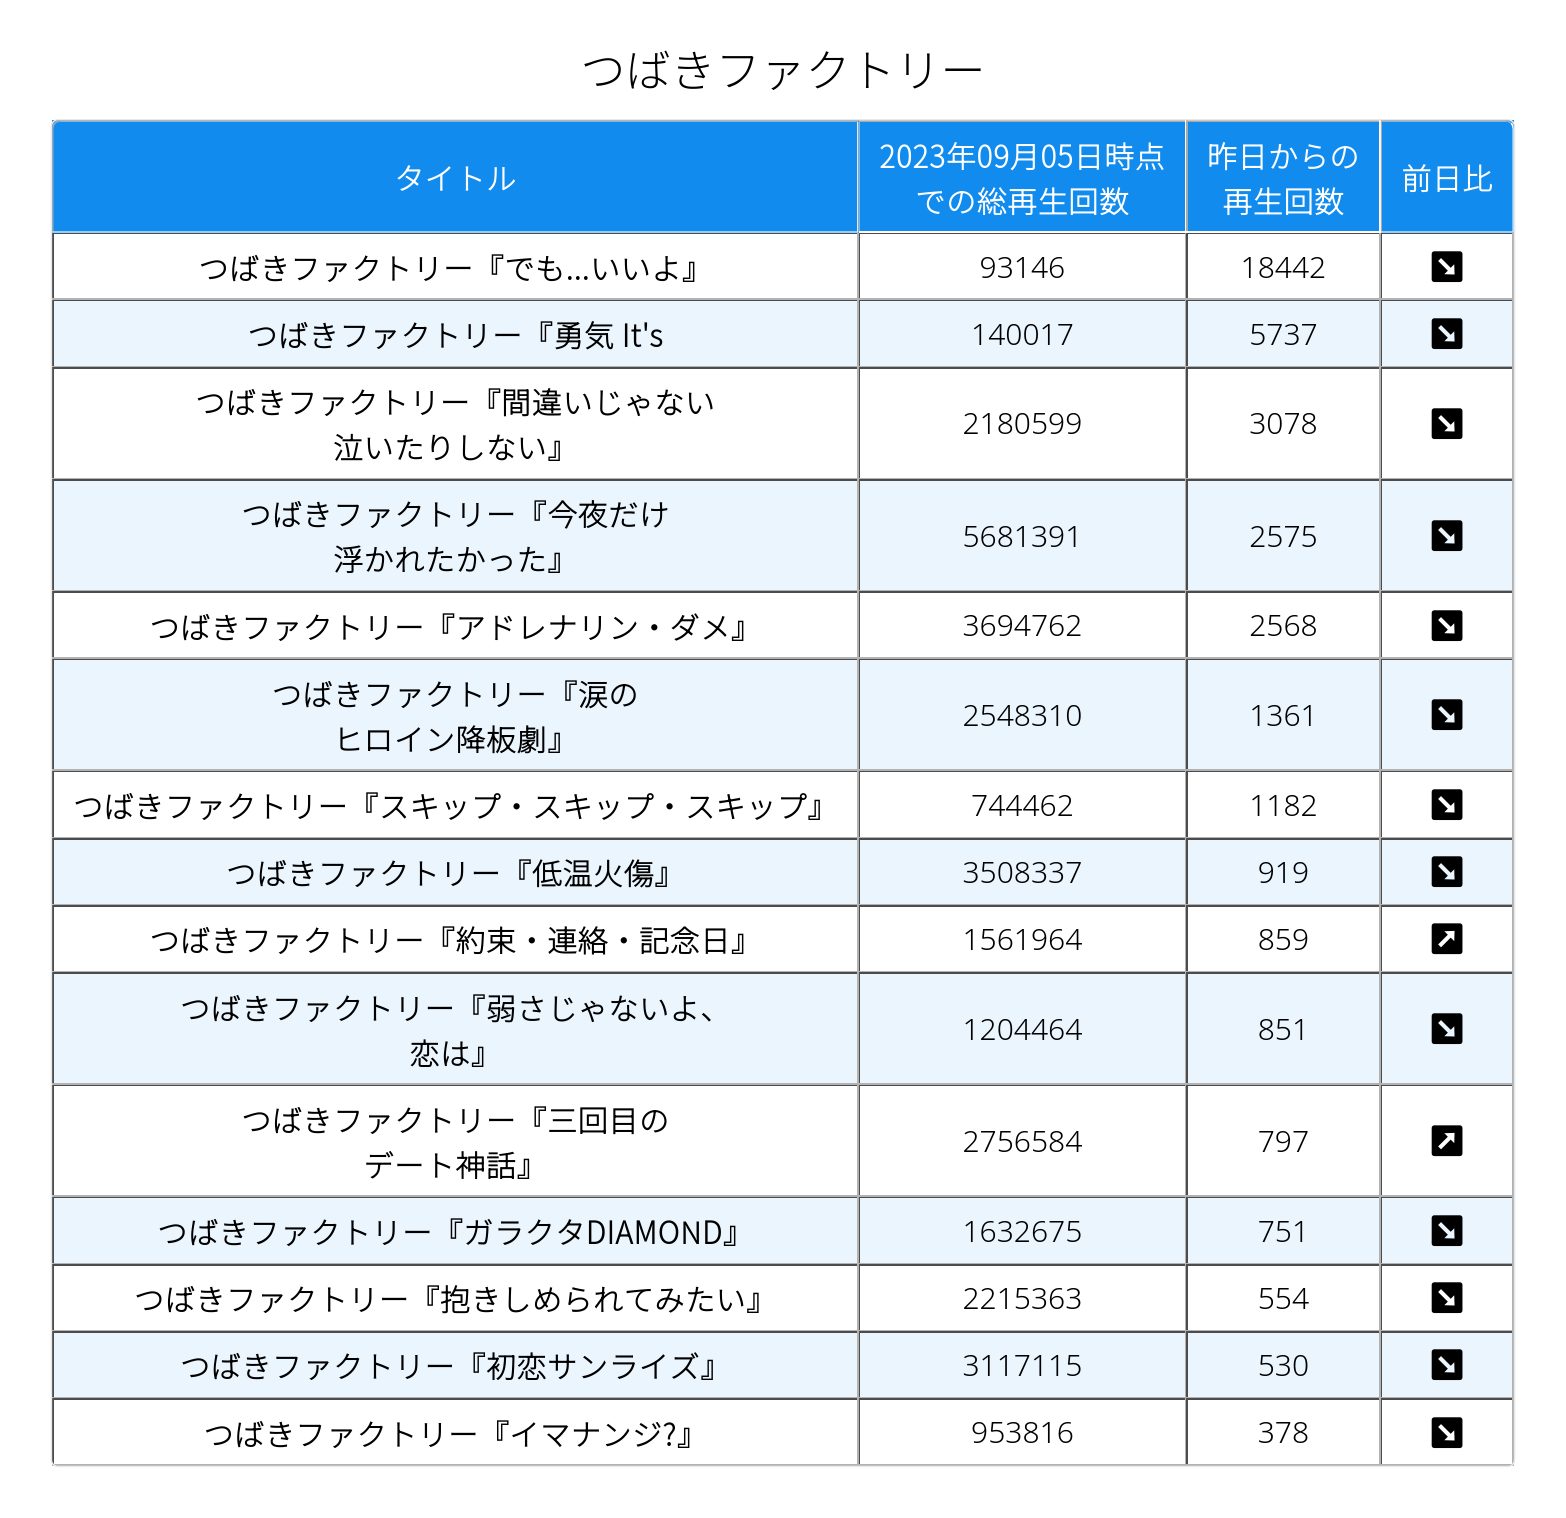 つばきファクトリー
タイトル
2023年09月05日時点
での総再生回数
昨日からの
再生回数
前日比
つばきファクトリー『でも...いいよ』
93146
18442
つばきファクトリー『勇気 It's
140017
5737
つばきファクトリー『間違いじゃない
泣いたりしない』
2180599
3078
つばきファクトリー『今夜だけ
浮かれたかった』
5681391
2575
つばきファクトリー『アドレナリン・ダメ』
3694762
2568
つばきファクトリー『涙の
ヒロイン降板劇』
2548310
1361
つばきファクトリー『スキップ・スキップ・スキップ』
744462
1182
つばきファクトリー『低温火傷』
3508337
919
つばきファクトリー『約束・連絡・記念日』
1561964
859
つばきファクトリー『弱さじゃないよ、
恋は』
1204464
851
つばきファクトリー『三回目の
デート神話』
2756584
797
つばきファクトリー『ガラクタDIAMOND』
1632675
751
つばきファクトリー『抱きしめられてみたい』
2215363
554
つばきファクトリー『初恋サンライズ』
3117115
530
つばきファクトリー『イマナンジ?』
953816
378